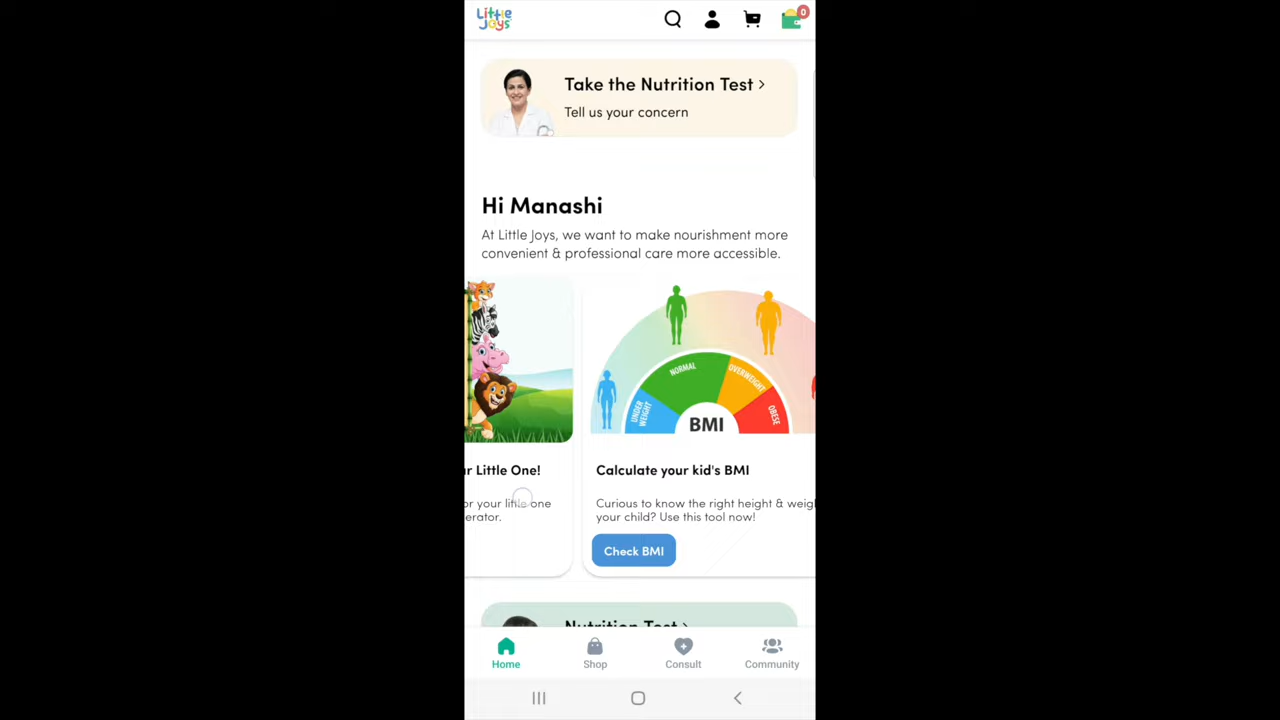 Little
Joys
0
Take the Nutrition Test >
Tell us your concern
Hi Manashi
At Little Joys, we want to make nourishment more
convenient & professional care more accessible.
UNDER
WEIGHT
NORMAL
OVERWEIGHT
OBESE
BMI
r Little One!
or your little one
erator.
Calculate your kid's BMI
Curious to know the right height & weig
your child? Use this tool now!
Check BMI
Nutrition Test >
Home
Shop
Consult
Community